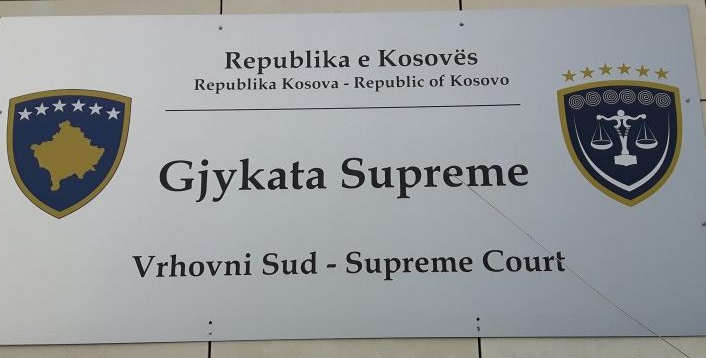 Republika e Kosovës
Republika Kosova - Republic of Kosovo
Gjykata Supreme
Vrhovni Sud - Supreme Court